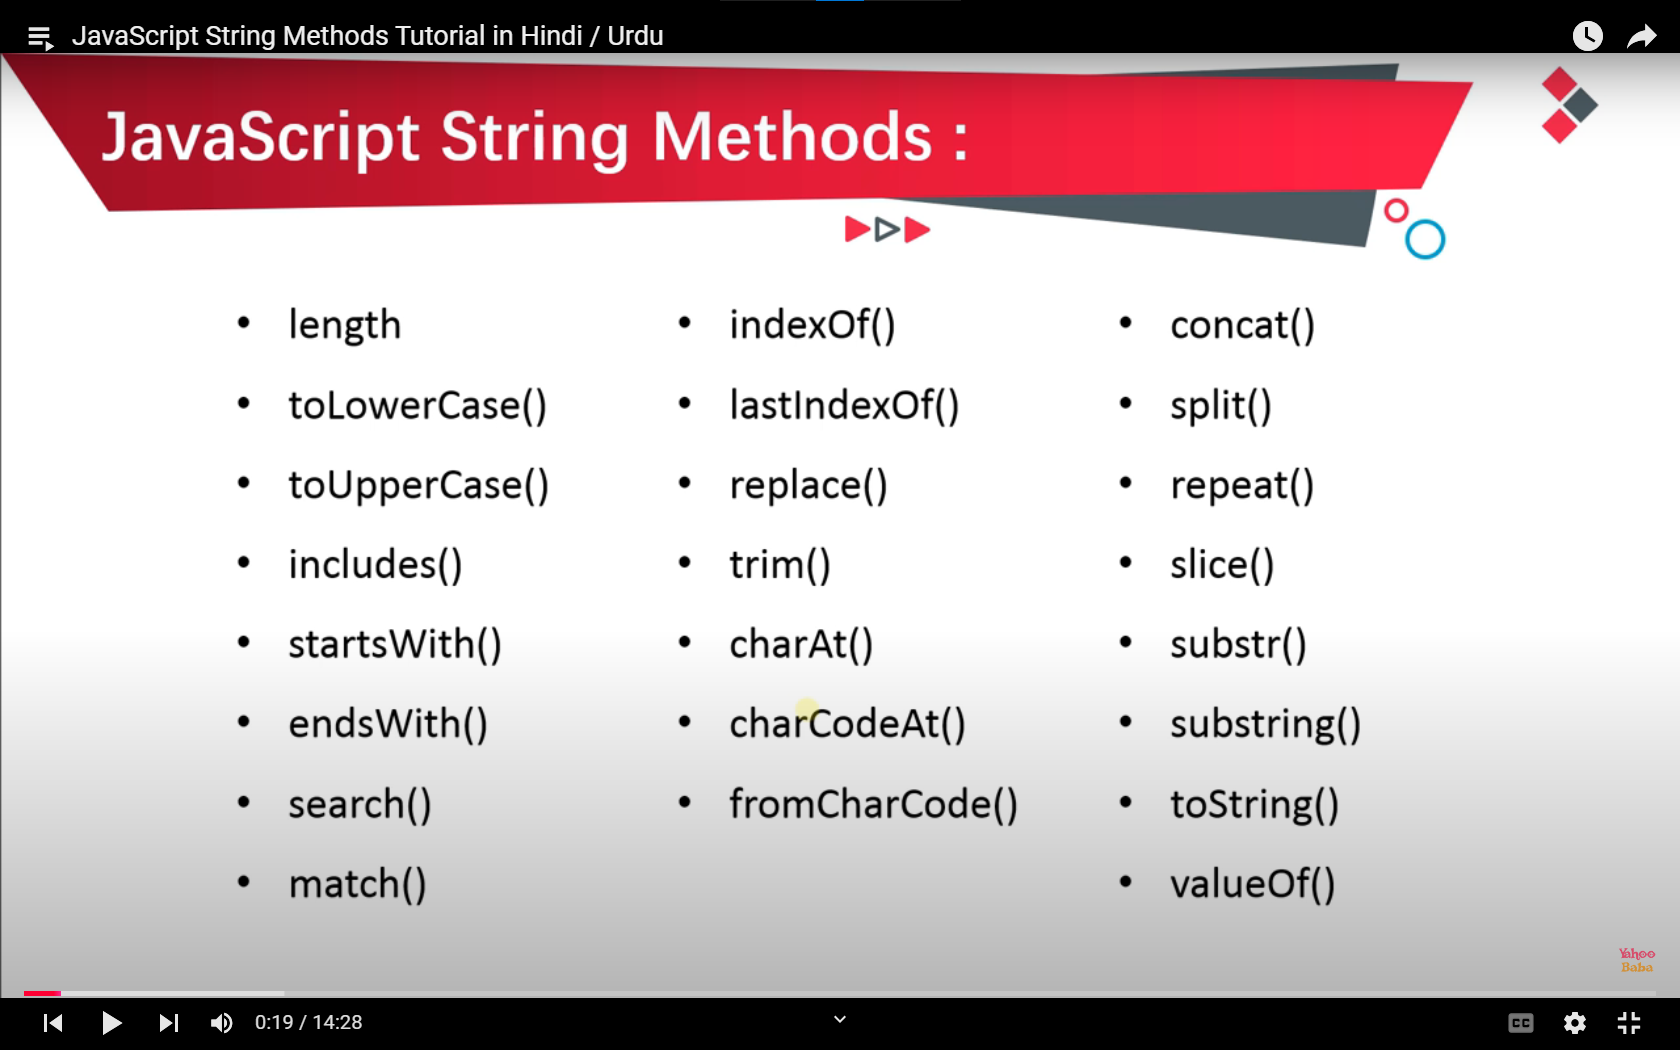 JavaScript String Methods Tutorial in Hindi / Urdu
JavaScript String Methods :
• length
• toLowerCase()
• toUpperCase()
• includes()
• startsWith()
• endsWith()
• search()
• match()
• indexOf()
• lastIndexOf()
• replace()
• trim()
• charAt()
• charCodeAt()
• fromCharCode()
• concat()
• split()
• repeat()
• slice()
• substr()
• substring()
• toString()
• valueOf()
Yahoo
Baba
0:19 / 14:28
CC